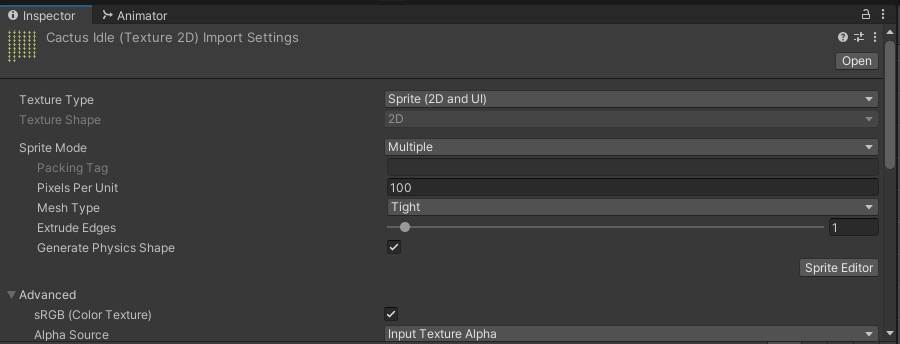 Inspector
Animator
Cactus Idle (Texture 2D) Import Settings
Open
Texture Type Sprite (2D and UI)
Texture Shape 2D
Sprite Mode Multiple
Packing Tag
Pixels Per Unit 100
Mesh Type Tight
Extrude Edges 1
Generate Physics Shape
Sprite Editor
Advanced
sRGB (Color Texture)
Alpha Source Input Texture Alpha